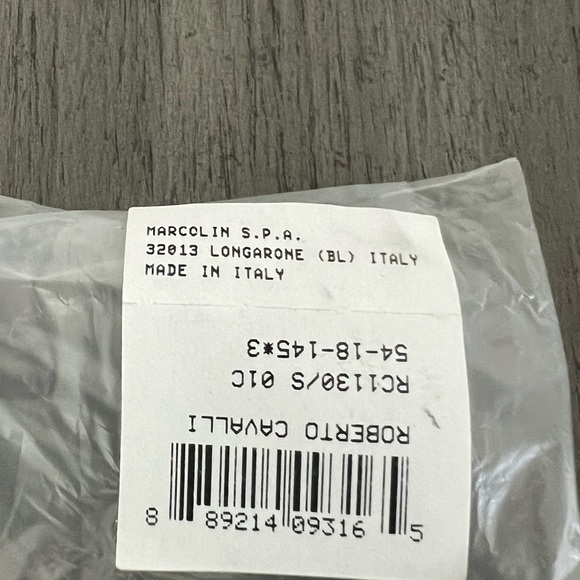 MARCOLIN S.P.A.
32013 LONGARONE (BL) ITALY
MADE IN ITALY
54-18-145*3
RC1130/S 01C
ROBERTO CAVALLI
8 89214 09316 5